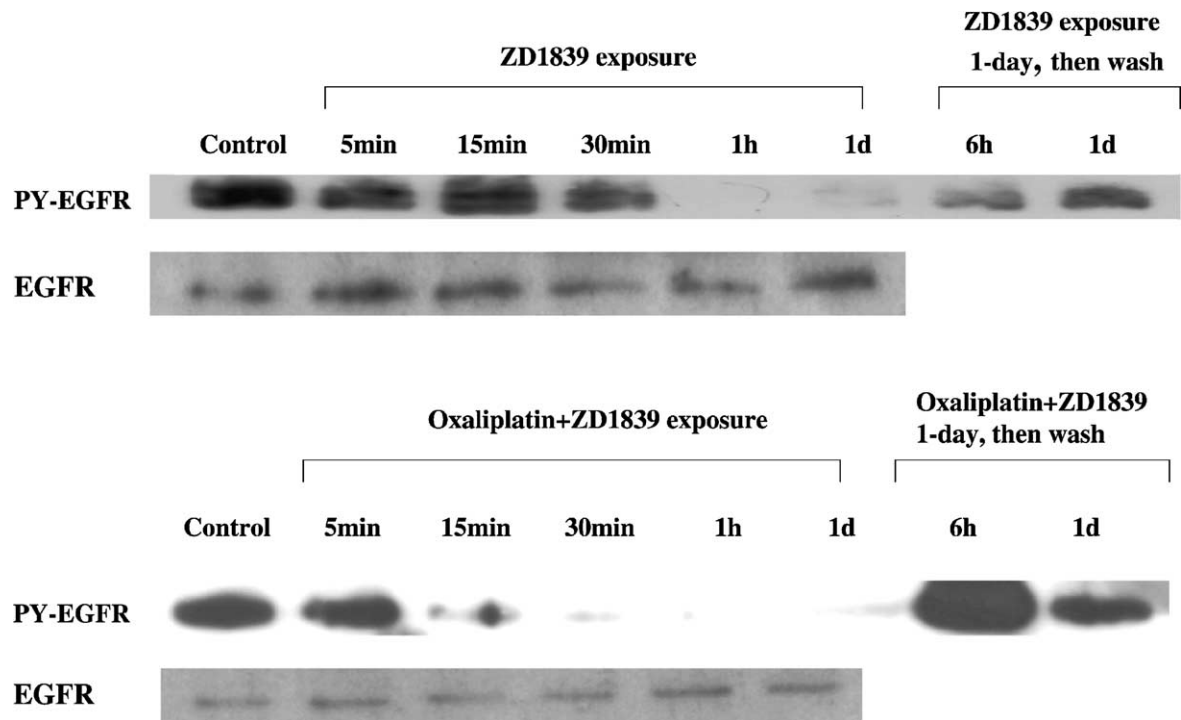 ZD1839 exposure
1-day, then wash
ZD1839 exposure
Control 5min 15min 30min 1h 1d 6h 1d
PY-EGFR
EGFR
Oxaliplatin+ZD1839 exposure
Oxaliplatin+ZD1839
1-day, then wash
Control 5min 15min 30min 1h 1d 6h 1d
PY-EGFR
EGFR